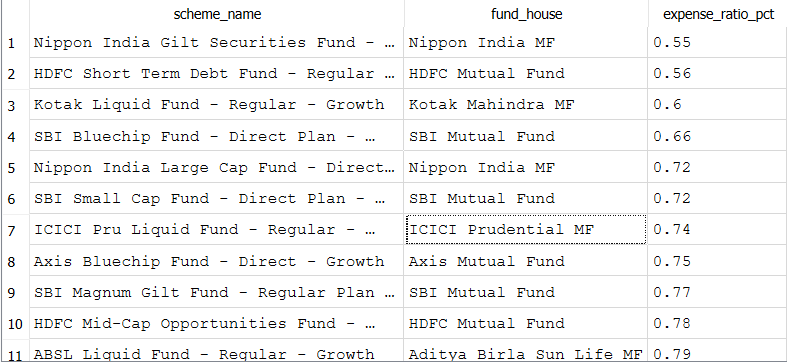 scheme_name fund_house expense_ratio_pct
1 Nippon India Gilt Securities Fund - … Nippon India MF 0.55
2 HDFC Short Term Debt Fund - Regular … HDFC Mutual Fund 0.56
3 Kotak Liquid Fund - Regular - Growth Kotak Mahindra MF 0.6
4 SBI Bluechip Fund - Direct Plan - … SBI Mutual Fund 0.66
5 Nippon India Large Cap Fund - Direct… Nippon India MF 0.72
6 SBI Small Cap Fund - Direct Plan - … SBI Mutual Fund 0.72
7 ICICI Pru Liquid Fund - Regular - … ICICI Prudential MF 0.74
8 Axis Bluechip Fund - Direct - Growth Axis Mutual Fund 0.75
9 SBI Magnum Gilt Fund - Regular Plan … SBI Mutual Fund 0.77
10 HDFC Mid-Cap Opportunities Fund - … HDFC Mutual Fund 0.78
11 ABSL Liquid Fund - Regular - Growth Aditya Birla Sun Life MF 0.79